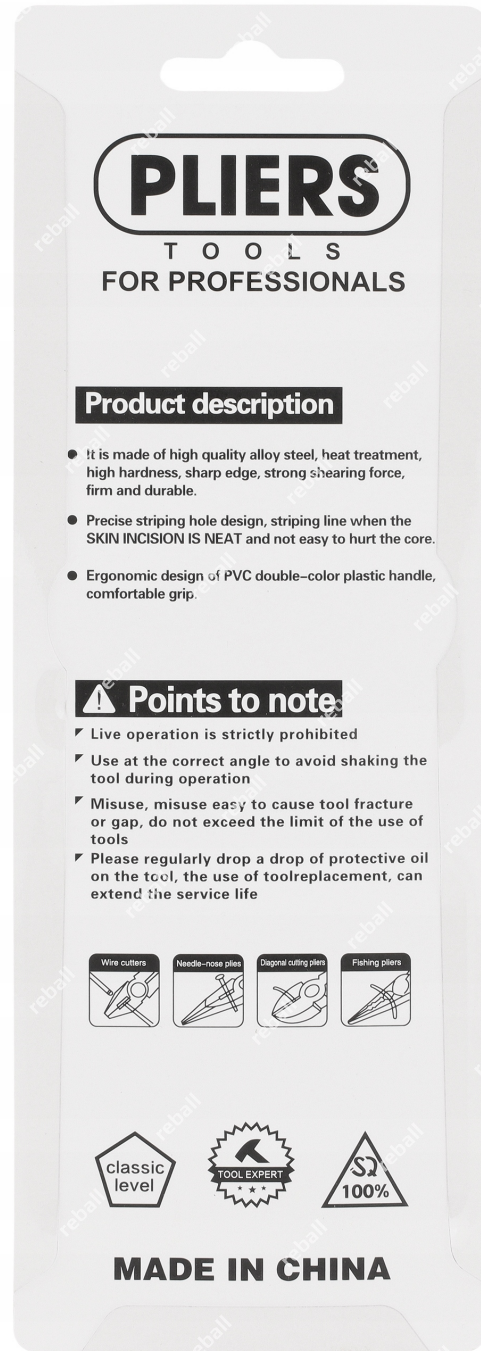 PLIERS
TOOLS
FOR PROFESSIONALS
Product description
It is made of high quality alloy steel, heat treatment,
high hardness, sharp edge, strong shearing force,
firm and durable.
Precise striping hole design, striping line when the
SKIN INCISION IS NEAT and not easy to hurt the core.
Ergonomic design of PVC double-color plastic handle,
comfortable grip.
Points to note
Live operation is strictly prohibited
Use at the correct angle to avoid shaking the
tool during operation
Misuse, misuse easy to cause tool fracture
or gap, do not exceed the limit of the use of
tools
Please regularly drop a drop of protective oil
on the tool, the use of toolreplacement, can
extend the service life
Wire cutters
Needle-nose plies
Diagonal cutting pliers
Fishing pliers
classic
level
TOOL EXPERT
SQ
100%
MADE IN CHINA
reball